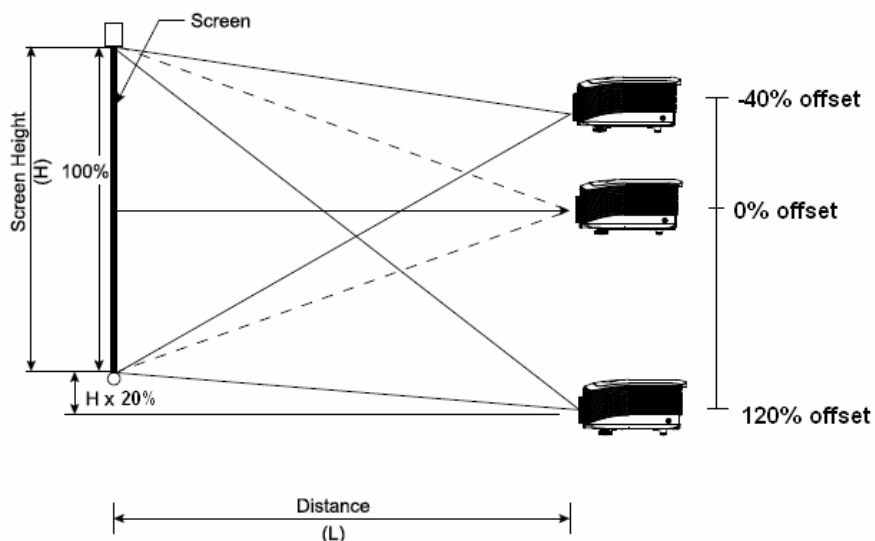 Screen
-40% offset
Screen Height
(H)
100%
0% offset
H x 20%
120% offset
Distance
(L)